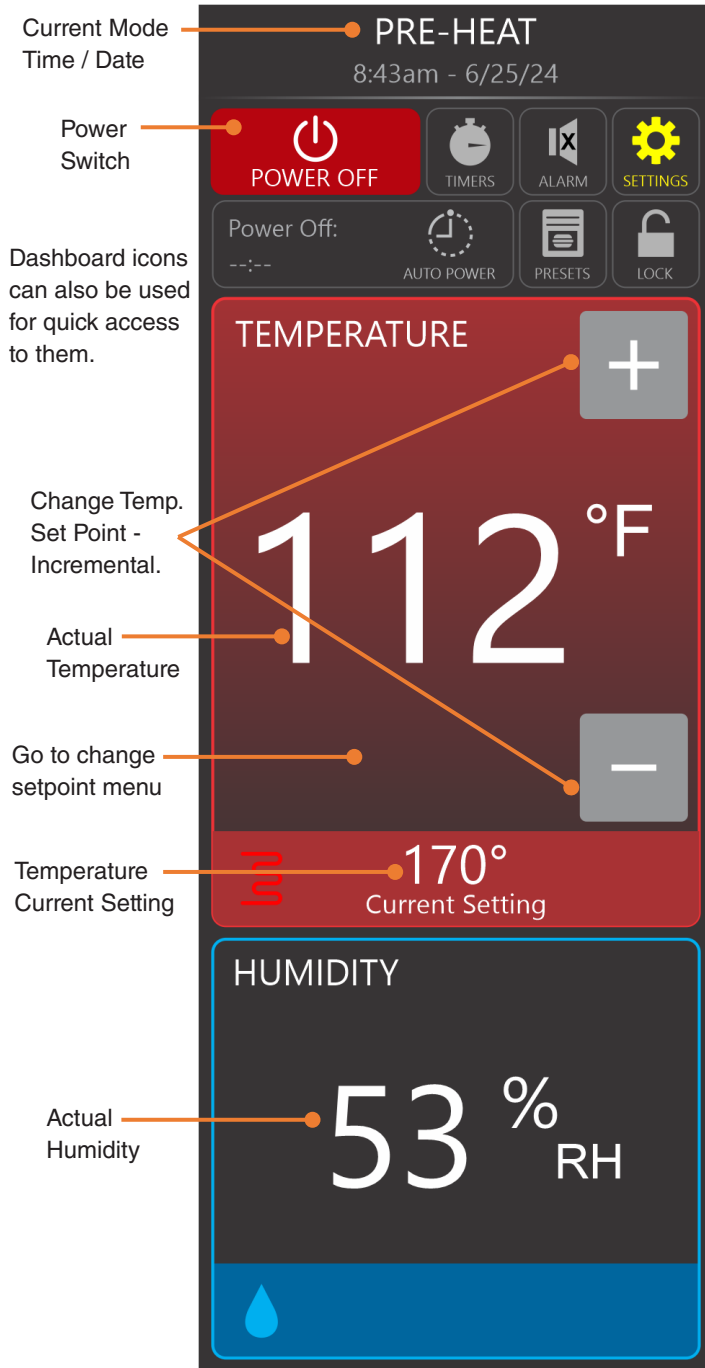 Current Mode
Time / Date
PRE-HEAT
8:43am - 6/25/24
Power
Switch
POWER OFF
TIMERS
X
ALARM
SETTINGS
Dashboard icons
can also be used
for quick access
to them.
Power Off:
--:--
AUTO POWER
PRESETS
LOCK
TEMPERATURE
+
Change Temp.
Set Point -
Incremental.
112 °F
Actual
Temperature
Go to change
setpoint menu
−
Temperature
Current Setting
170°
Current Setting
HUMIDITY
Actual
Humidity
53 % RH